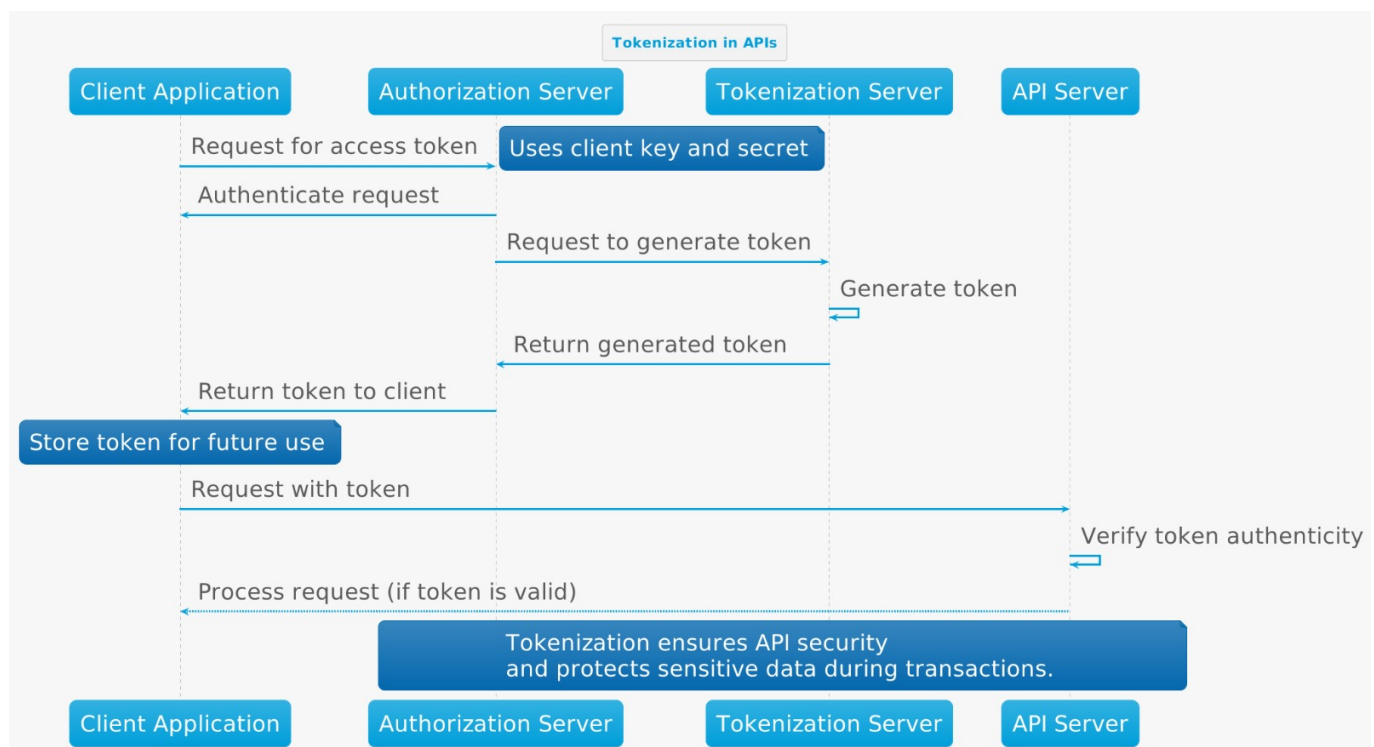 Tokenization in APIs
Client Application
Authorization Server
Tokenization Server
API Server
Request for access token
Uses client key and secret
Authenticate request
Request to generate token
Generate token
Return generated token
Return token to client
Store token for future use
Request with token
Verify token authenticity
Process request (if token is valid)
Tokenization ensures API security
and protects sensitive data during transactions.
Client Application
Authorization Server
Tokenization Server
API Server